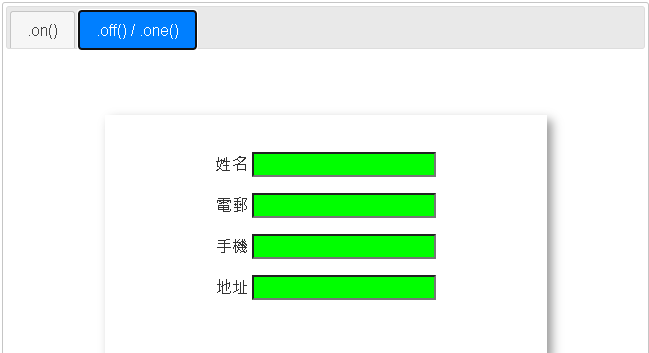 .on() .off() / .one()
姓名
電郵
手機
地址